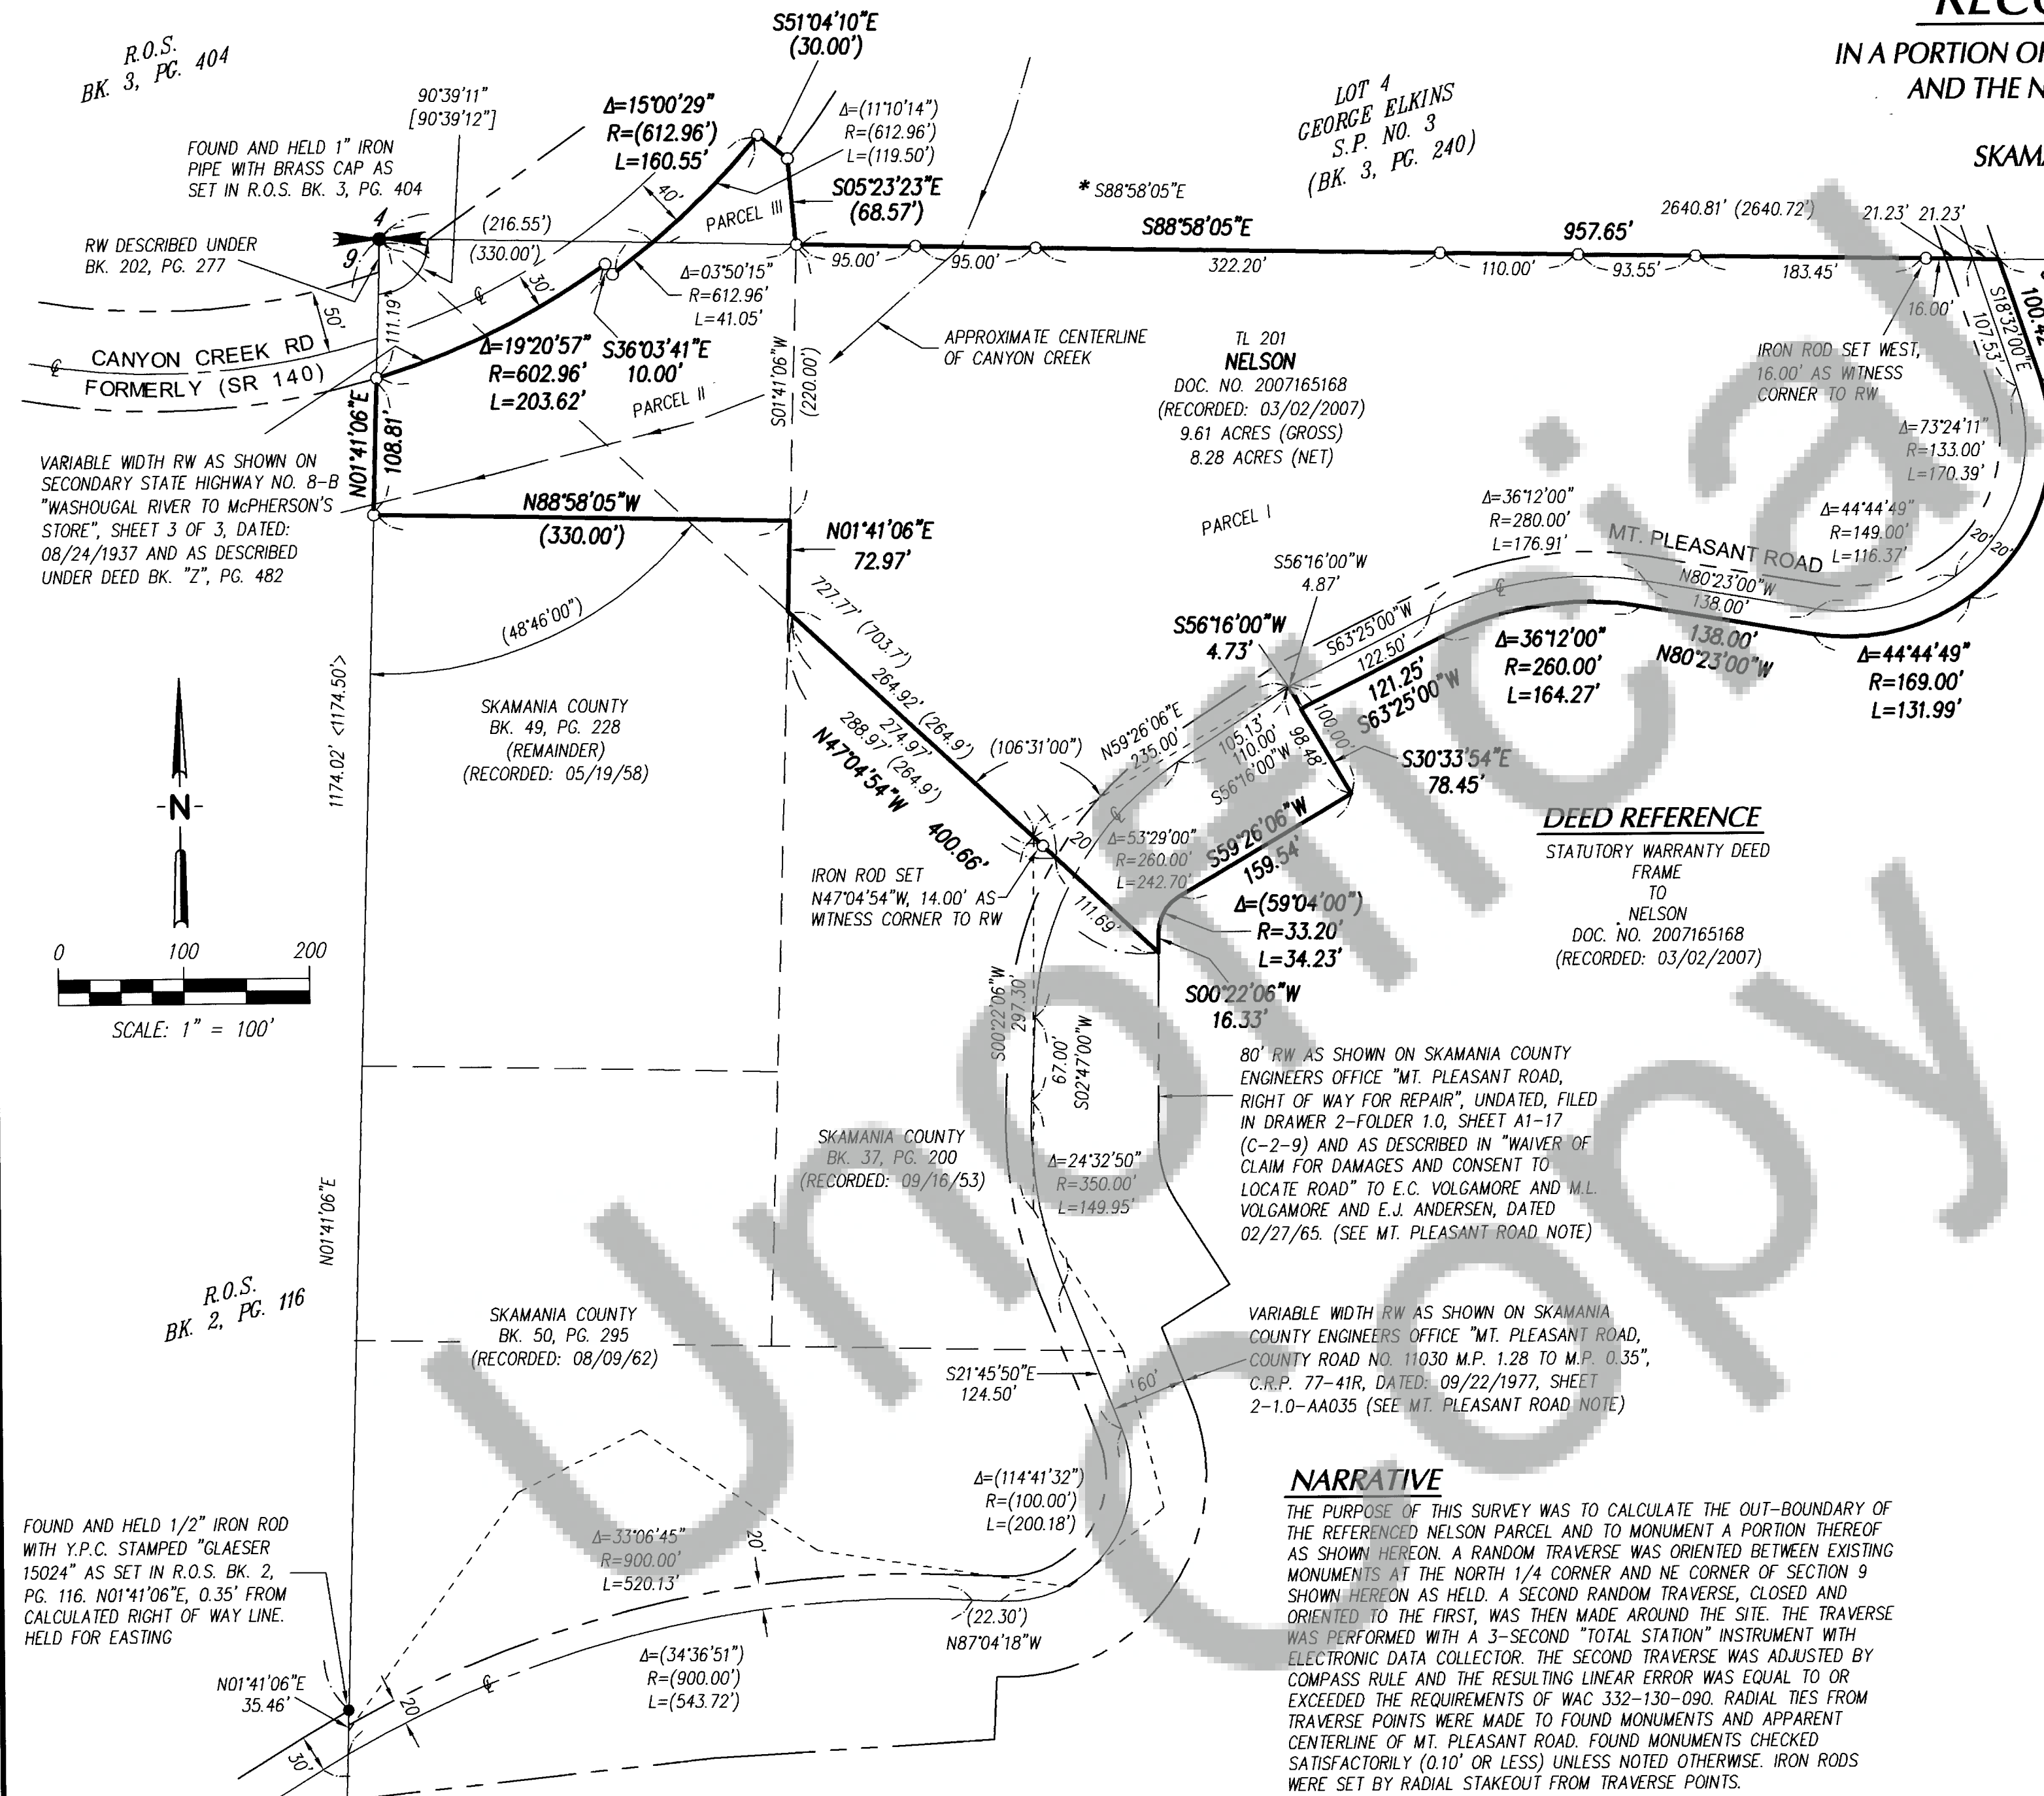 RECO
IN A PORTION OF
AND THE N
SKAMA
R.O.S.
BK. 3, PG. 404
S51°04'10"E
(30.00')
90°39'11"
[90°39'12"]
Δ=15°00'29"
R=(612.96')
L=160.55'
Δ=(11°10'14")
R=(612.96')
L=(119.50')
LOT 4
GEORGE ELKINS
S.P. NO. 3
(BK. 3, PG. 240)
FOUND AND HELD 1" IRON
PIPE WITH BRASS CAP AS
SET IN R.O.S. BK. 3, PG. 404
40'
PARCEL III
S05°23'23"E
(68.57')
* S88°58'05"E
S88°58'05"E
957.65'
2640.81' (2640.72')
21.23' 21.23'
4
9
(216.55')
(330.00')
RW DESCRIBED UNDER
BK. 202, PG. 277
95.00'
95.00'
322.20'
110.00'
93.55'
183.45'
16.00'
S18°32'00"E
107.53'
100.42
Δ=03°50'15"
R=612.96'
L=41.05'
30'
50'
111.19'
℄
CANYON CREEK RD
FORMERLY (SR 140)
℄
Δ=19°20'57"
R=602.96'
L=203.62'
S36°03'41"E
10.00'
PARCEL II
S01°41'06"W
(220.00')
APPROXIMATE CENTERLINE
OF CANYON CREEK
TL 201
NELSON
DOC. NO. 2007165168
(RECORDED: 03/02/2007)
9.61 ACRES (GROSS)
8.28 ACRES (NET)
IRON ROD SET WEST,
16.00' AS WITNESS
CORNER TO RW
Δ=73°24'11"
R=133.00'
L=170.39'
N01°41'06"E
108.81'
VARIABLE WIDTH RW AS SHOWN ON
SECONDARY STATE HIGHWAY NO. 8-B
"WASHOUGAL RIVER TO McPHERSON'S
STORE", SHEET 3 OF 3, DATED:
08/24/1937 AND AS DESCRIBED
UNDER DEED BK. "Z", PG. 482
N88°58'05"W
(330.00')
N01°41'06"E
72.97'
PARCEL I
Δ=36°12'00"
R=280.00'
L=176.91'
Δ=44°44'49"
R=149.00'
L=116.37'
MT. PLEASANT ROAD
20' 20'
S56°16'00"W
4.87'
N80°23'00"W
138.00'
℄
138.00'
N80°23'00"W
(48°46'00")
727.77' (703.7')
S56°16'00"W
4.73'
S63°25'00"W
122.50'
121.25'
S63°25'00"W
Δ=36°12'00"
R=260.00'
L=164.27'
Δ=44°44'49"
R=169.00'
L=131.99'
1174.02' <1174.50'>
SKAMANIA COUNTY
BK. 49, PG. 228
(REMAINDER)
(RECORDED: 05/19/58)
264.92' (264.9')
274.97'
288.97' (264.9')
N47°04'54"W
400.66'
(106°31'00")
N59°26'06"E
235.00'
105.13'
10.00'
S56°16'00"W
100.00'
98.48'
S30°33'54"E
78.45'
-N-
℄
20'
Δ=53°29'00"
R=260.00'
L=242.70'
S59°26'06"W
159.54'
DEED REFERENCE
STATUTORY WARRANTY DEED
FRAME
TO
NELSON
DOC. NO. 2007165168
(RECORDED: 03/02/2007)
IRON ROD SET
N47°04'54"W, 14.00' AS
WITNESS CORNER TO RW
111.69'
Δ=(59°04'00")
R=33.20'
L=34.23'
0 100 200
SCALE: 1" = 100'
S00°22'06"W
297.30'
S00°22'06"W
16.33'
67.00'
S02°47'00"W
80' RW AS SHOWN ON SKAMANIA COUNTY
ENGINEERS OFFICE "MT. PLEASANT ROAD,
RIGHT OF WAY FOR REPAIR", UNDATED, FILED
IN DRAWER 2-FOLDER 1.0, SHEET A1-17
(C-2-9) AND AS DESCRIBED IN "WAIVER OF
CLAIM FOR DAMAGES AND CONSENT TO
LOCATE ROAD" TO E.C. VOLGAMORE AND M.L.
VOLGAMORE AND E.J. ANDERSEN, DATED
02/27/65. (SEE MT. PLEASANT ROAD NOTE)
SKAMANIA COUNTY
BK. 37, PG. 200
(RECORDED: 09/16/53)
Δ=24°32'50"
R=350.00'
L=149.95'
N01°41'06"E
R.O.S.
BK. 2, PG. 116
SKAMANIA COUNTY
BK. 50, PG. 295
(RECORDED: 08/09/62)
VARIABLE WIDTH RW AS SHOWN ON SKAMANIA
COUNTY ENGINEERS OFFICE "MT. PLEASANT ROAD,
COUNTY ROAD NO. 11030 M.P. 1.28 TO M.P. 0.35",
C.R.P. 77-41R, DATED: 09/22/1977, SHEET
2-1.0-AA035 (SEE MT. PLEASANT ROAD NOTE)
S21°45'50"E
124.50'
60'
Δ=(114°41'32")
R=(100.00')
L=(200.18')
FOUND AND HELD 1/2" IRON ROD
WITH Y.P.C. STAMPED "GLAESER
15024" AS SET IN R.O.S. BK. 2,
PG. 116. N01°41'06"E, 0.35' FROM
CALCULATED RIGHT OF WAY LINE.
HELD FOR EASTING
Δ=33°06'45"
R=900.00'
L=520.13'
20'
(22.30')
N87°04'18"W
Δ=(34°36'51")
R=(900.00')
L=(543.72')
N01°41'06"E
35.46'
20'
℄
30'
NARRATIVE
THE PURPOSE OF THIS SURVEY WAS TO CALCULATE THE OUT-BOUNDARY OF
THE REFERENCED NELSON PARCEL AND TO MONUMENT A PORTION THEREOF
AS SHOWN HEREON. A RANDOM TRAVERSE WAS ORIENTED BETWEEN EXISTING
MONUMENTS AT THE NORTH 1/4 CORNER AND NE CORNER OF SECTION 9
SHOWN HEREON AS HELD. A SECOND RANDOM TRAVERSE, CLOSED AND
ORIENTED TO THE FIRST, WAS THEN MADE AROUND THE SITE. THE TRAVERSE
WAS PERFORMED WITH A 3-SECOND "TOTAL STATION" INSTRUMENT WITH
ELECTRONIC DATA COLLECTOR. THE SECOND TRAVERSE WAS ADJUSTED BY
COMPASS RULE AND THE RESULTING LINEAR ERROR WAS EQUAL TO OR
EXCEEDED THE REQUIREMENTS OF WAC 332-130-090. RADIAL TIES FROM
TRAVERSE POINTS WERE MADE TO FOUND MONUMENTS AND APPARENT
CENTERLINE OF MT. PLEASANT ROAD. FOUND MONUMENTS CHECKED
SATISFACTORILY (0.10' OR LESS) UNLESS NOTED OTHERWISE. IRON RODS
WERE SET BY RADIAL STAKEOUT FROM TRAVERSE POINTS.
Unofficial
Copy